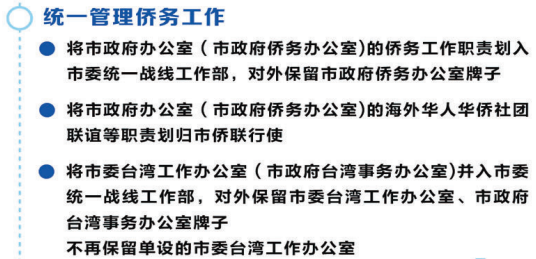 统一管理侨务工作
将市政府办公室（市政府侨务办公室)的侨务工作职责划入
市委统一战线工作部，对外保留市政府侨务办公室牌子
将市政府办公室（市政府侨务办公室)的海外华人华侨社团
联谊等职责划归市侨联行使
将市委台湾工作办公室（市政府台湾事务办公室)并入市委
统一战线工作部，对外保留市委台湾工作办公室、市政府
台湾事务办公室牌子
不再保留单设的市委台湾工作办公室